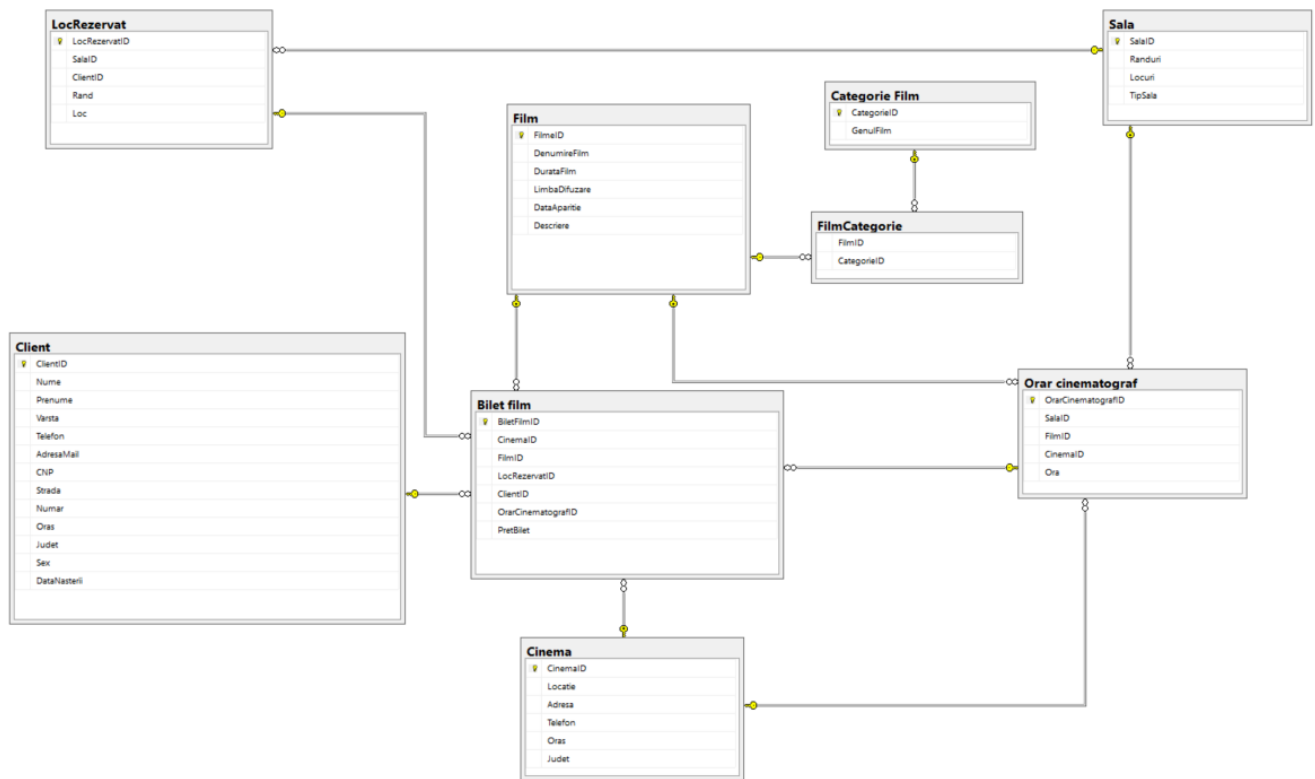 LocRezervat
LocRezervatID
SalaID
ClientID
Rand
Loc
Sala
SalaID
Randuri
Locuri
TipSala
Categorie Film
CategorieID
GenulFilm
Film
FilmeID
DenumireFilm
DurataFilm
LimbaDifuzare
DataAparitie
Descriere
FilmCategorie
FilmID
CategorieID
Client
ClientID
Nume
Prenume
Varsta
Telefon
AdresaMail
CNP
Strada
Numar
Oras
Judet
Sex
DataNasterii
Bilet film
BiletFilmID
CinemaID
FilmID
LocRezervatID
ClientID
OrarCinematografID
PretBilet
Orar cinematograf
OrarCinematografID
SalaID
FilmID
CinemaID
Ora
Cinema
CinemaID
Locatie
Adresa
Telefon
Oras
Judet